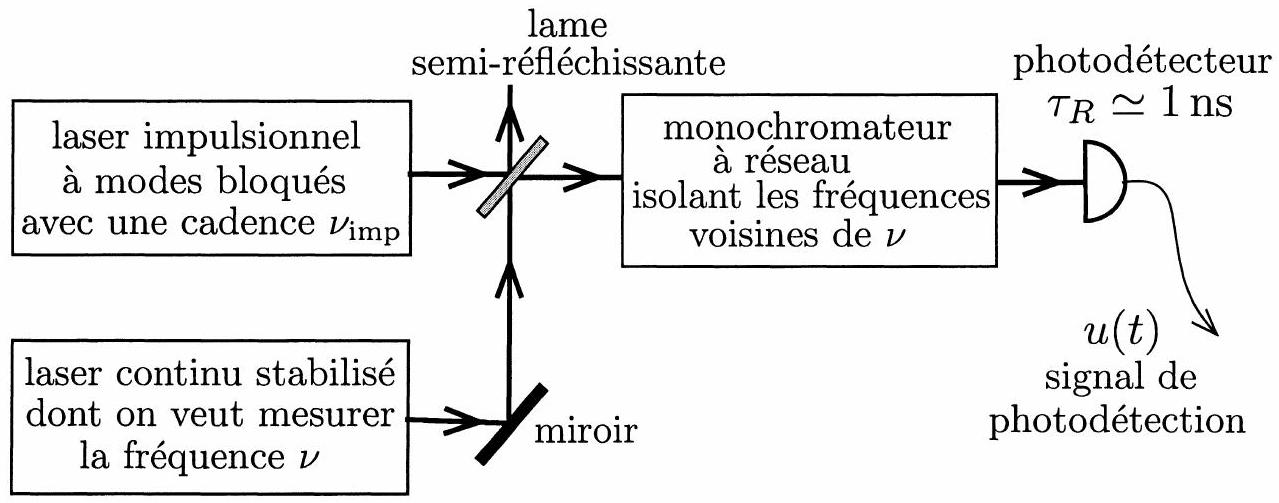 lame
semi-réfléchissante
photodétecteur
τ_R ≃ 1 ns
laser impulsionnel
à modes bloqués
avec une cadence ν_imp
monochromateur
à réseau
isolant les fréquences
voisines de ν
laser continu stabilisé
dont on veut mesurer
la fréquence ν
miroir
u(t)
signal de
photodétection